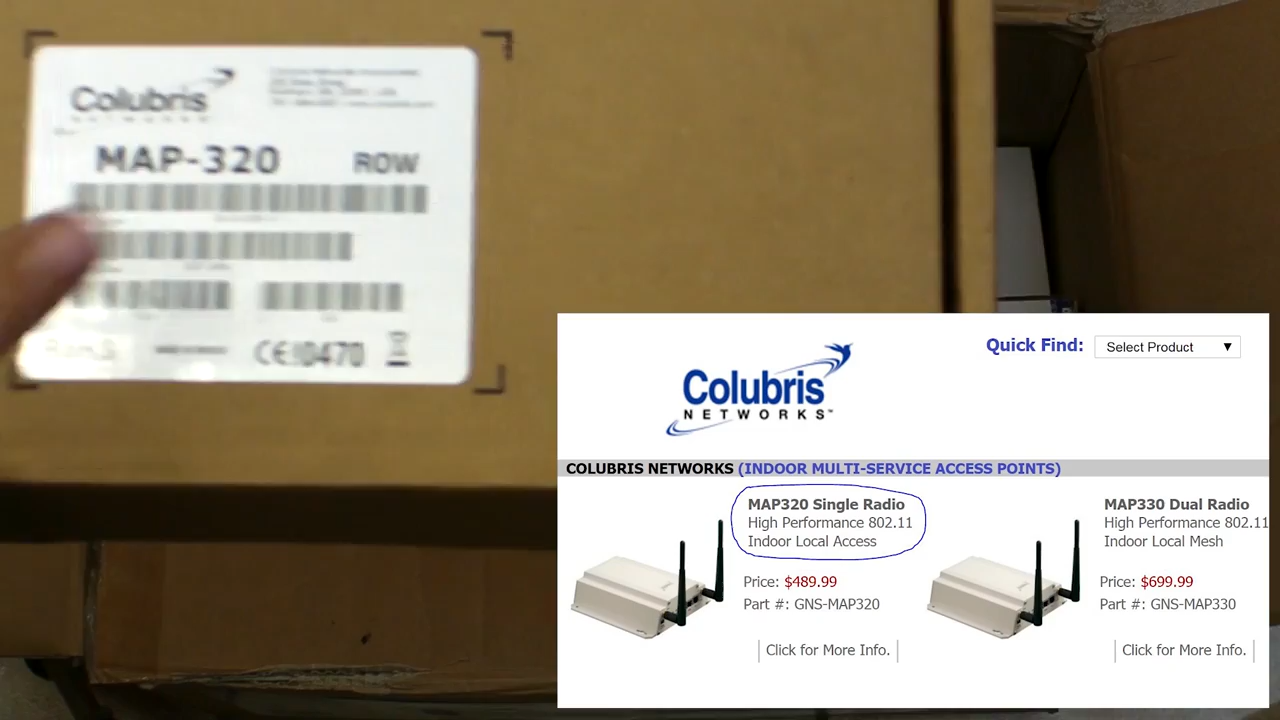 Colubris
NETWORKS
MAP-320 ROW
CE0470
Quick Find: Select Product ▼
Colubris
NETWORKS™
COLUBRIS NETWORKS (INDOOR MULTI-SERVICE ACCESS POINTS)
MAP320 Single Radio
High Performance 802.11
Indoor Local Access
Price: $489.99
Part #: GNS-MAP320
Click for More Info.
MAP330 Dual Radio
High Performance 802.11
Indoor Local Mesh
Price: $699.99
Part #: GNS-MAP330
Click for More Info.